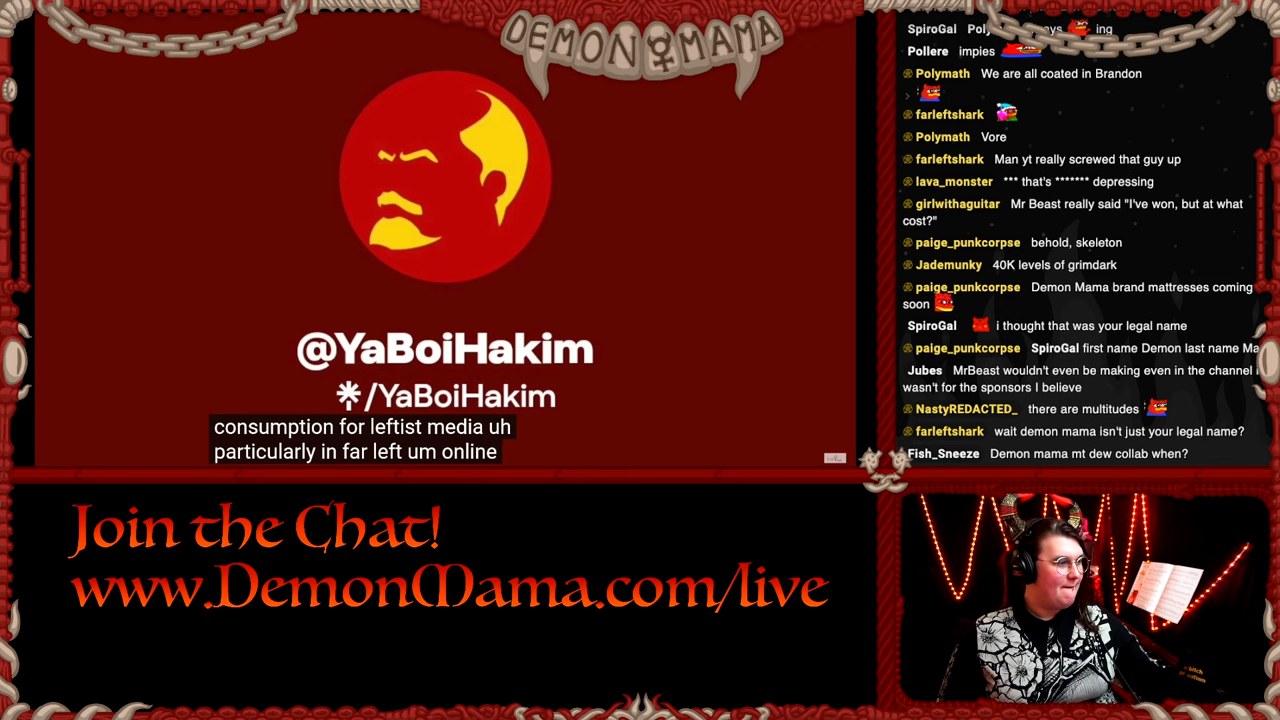 DEMON MAMA
@YaBoiHakim
/YaBoiHakim
consumption for leftist media uh
particularly in far left um online
SpiroGal ing
Pollere impies
Polymath We are all coated in Brandon
farleftshark
Polymath Vore
farleftshark Man yt really screwed that guy up
lava_monster *** that's ******* depressing
girlwithaguitar Mr Beast really said "I've won, but at what
cost?"
paige_punkcorpse behold, skeleton
Jademunky 40K levels of grimdark
paige_punkcorpse Demon Mama brand mattresses coming
soon
SpiroGal i thought that was your legal name
paige_punkcorpse SpiroGal first name Demon last name Ma
Jubes MrBeast wouldn't even be making even in the channel
wasn't for the sponsors I believe
NastyREDACTED_ there are multitudes
farleftshark wait demon mama isn't just your legal name?
Fish_Sneeze Demon mama mt dew collab when?
Join the Chat!
www.DemonMama.com/live